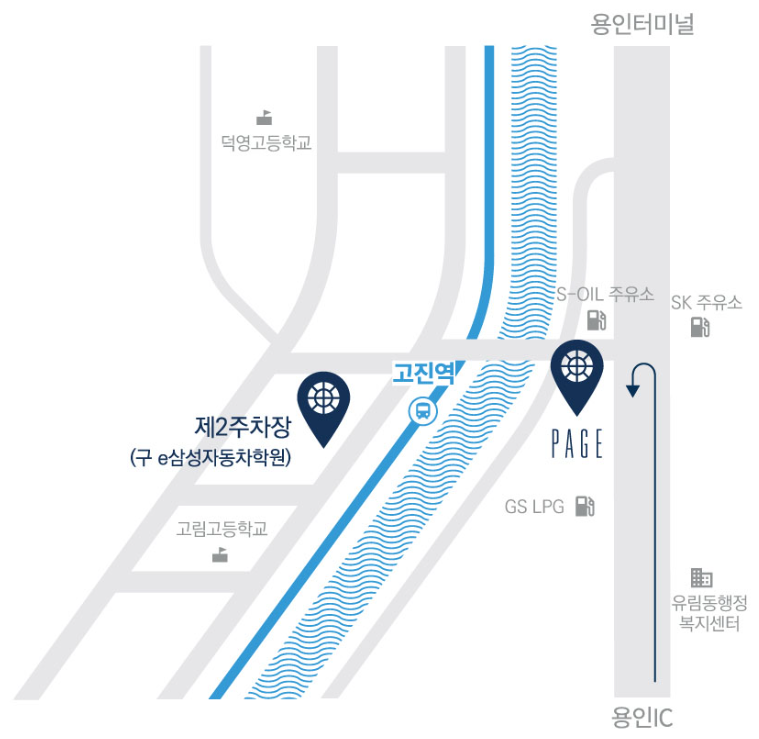 용인터미널
덕영고등학교
S-OIL 주유소
SK 주유소
고진역
제2주차장
(구 e삼성자동차학원)
PAGE
GS LPG
고림고등학교
유림동행정
복지센터
용인IC